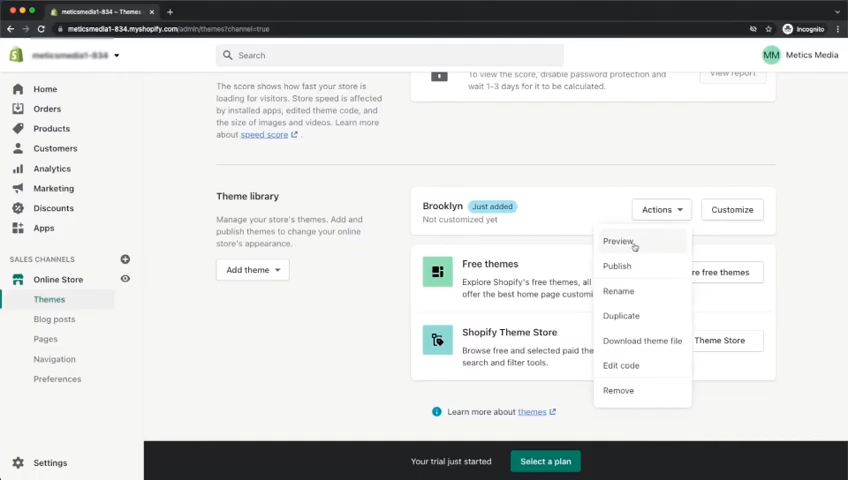 meticsmedia1-834 ~ Themes ~
meticsmedia1-834.myshopify.com/admin/themes?channel=true
Incognito
meticsmedia1-834
Search
MM
Metics Media
Home
Orders
Products
Customers
Analytics
Marketing
Discounts
Apps
SALES CHANNELS
Online Store
Themes
Blog posts
Pages
Navigation
Preferences
Settings
The score shows how fast your store is
loading for visitors. Store speed is affected
by installed apps, edited theme code, and
the size of images and videos. Learn more
about speed score .
To view the score, disable password protection and
wait 1-3 days for it to be calculated.
View report
Theme library
Manage your store's themes. Add and
publish themes to change your online
store's appearance.
Add theme
Brooklyn
Just added
Not customized yet
Actions
Customize
Preview
Publish
Rename
Duplicate
Download theme file
Edit code
Remove
Free themes
Explore Shopify's free themes, all
offer the best home page customi
re free themes
Shopify Theme Store
Browse free and selected paid the
search and filter tools.
Theme Store
Learn more about themes
Your trial just started
Select a plan